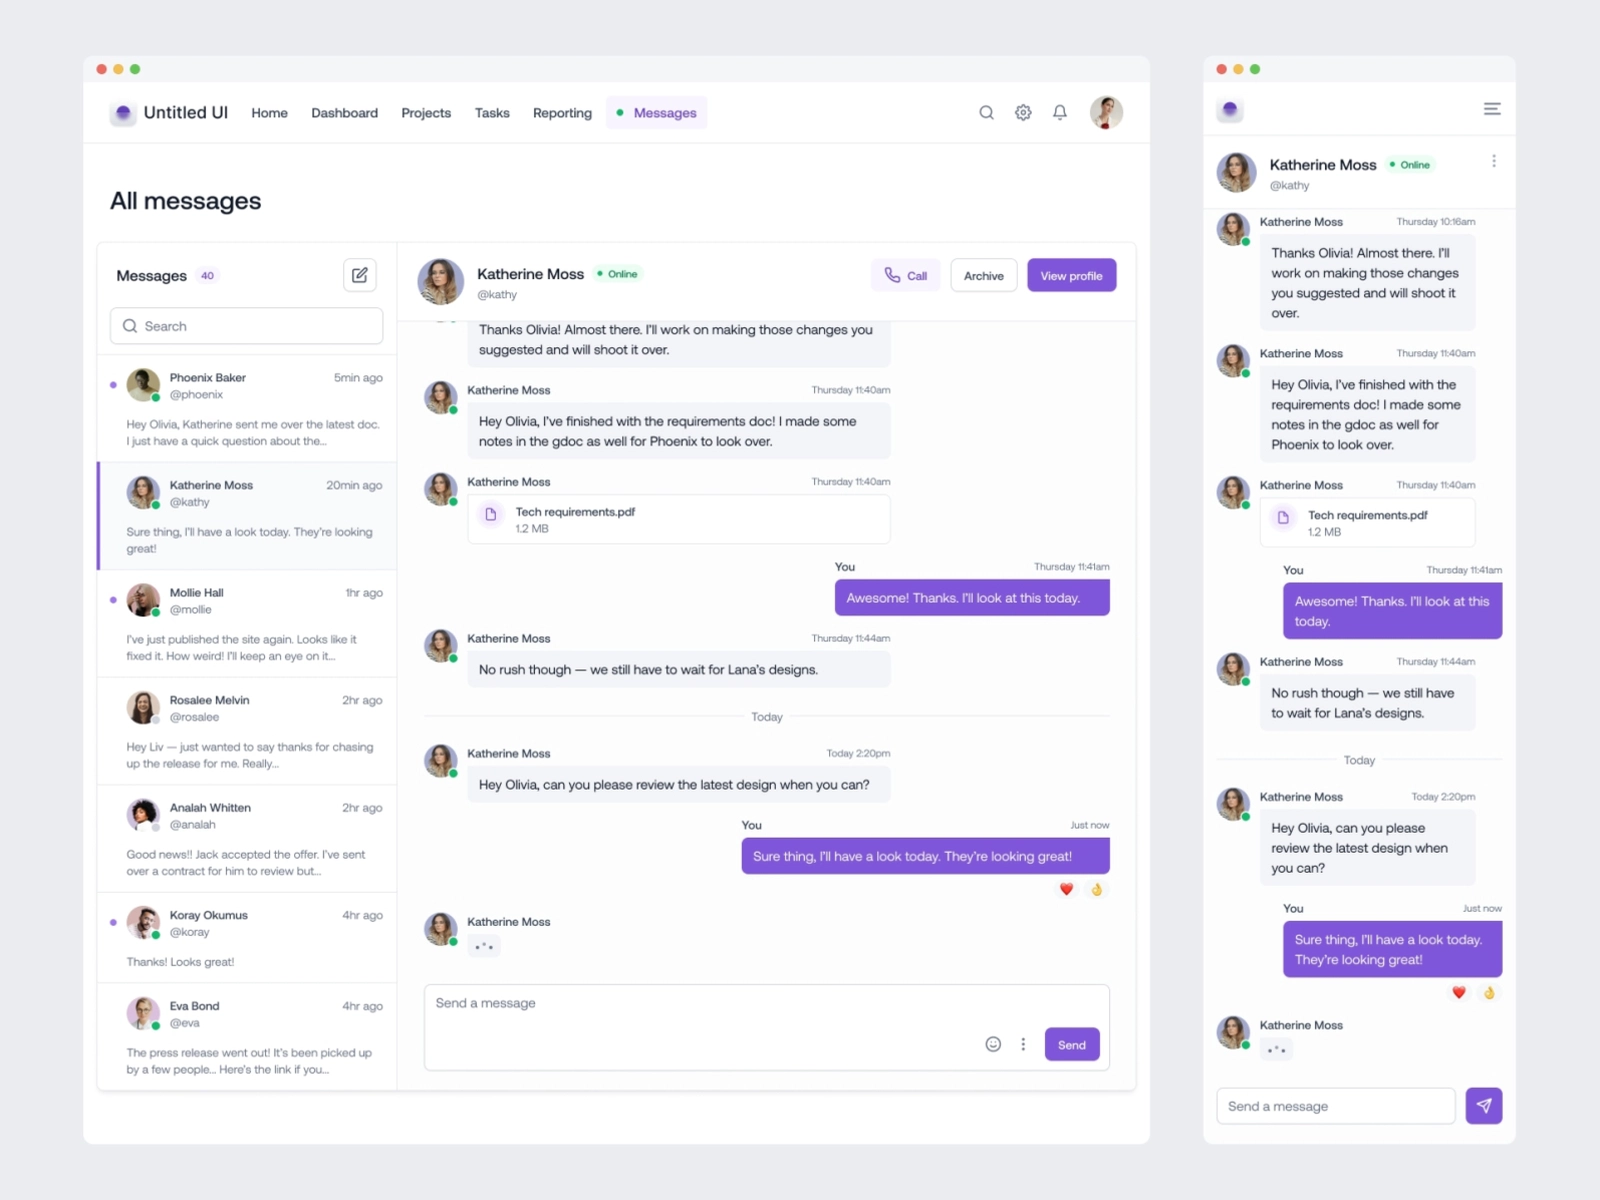 Untitled UI
Home
Dashboard
Projects
Tasks
Reporting
Messages
All messages
Messages
40
Search
Phoenix Baker
5min ago
@phoenix
Hey Olivia, Katherine sent me over the latest doc.
I just have a quick question about the...
Katherine Moss
20min ago
@kathy
Sure thing, I'll have a look today. They're looking
great!
Mollie Hall
1hr ago
@mollie
I've just published the site again. Looks like it
fixed it. How weird! I'll keep an eye on it...
Rosalee Melvin
2hr ago
@rosalee
Hey Liv — just wanted to say thanks for chasing
up the release for me. Really...
Analah Whitten
2hr ago
@analah
Good news!! Jack accepted the offer. I've sent
over a contract for him to review but...
Koray Okumus
4hr ago
@koray
Thanks! Looks great!
Eva Bond
4hr ago
@eva
The press release went out! It's been picked up
by a few people... Here's the link if you...
Katherine Moss
Online
@kathy
Call
Archive
View profile
Thanks Olivia! Almost there. I'll work on making those changes you
suggested and will shoot it over.
Katherine Moss
Thursday 11:40am
Hey Olivia, I've finished with the requirements doc! I made some
notes in the gdoc as well for Phoenix to look over.
Katherine Moss
Thursday 11:40am
Tech requirements.pdf
1.2 MB
You
Thursday 11:41am
Awesome! Thanks. I'll look at this today.
Katherine Moss
Thursday 11:44am
No rush though — we still have to wait for Lana's designs.
Today
Katherine Moss
Today 2:20pm
Hey Olivia, can you please review the latest design when you can?
You
Just now
Sure thing, I'll have a look today. They're looking great!
Katherine Moss
Send a message
Send
Katherine Moss
Online
@kathy
Katherine Moss
Thursday 10:16am
Thanks Olivia! Almost there. I'll
work on making those changes
you suggested and will shoot it
over.
Katherine Moss
Thursday 11:40am
Hey Olivia, I've finished with the
requirements doc! I made some
notes in the gdoc as well for
Phoenix to look over.
Katherine Moss
Thursday 11:40am
Tech requirements.pdf
1.2 MB
You
Thursday 11:41am
Awesome! Thanks. I'll look at this
today.
Katherine Moss
Thursday 11:44am
No rush though — we still have
to wait for Lana's designs.
Today
Katherine Moss
Today 2:20pm
Hey Olivia, can you please
review the latest design when
you can?
You
Just now
Sure thing, I'll have a look today.
They're looking great!
Katherine Moss
Send a message